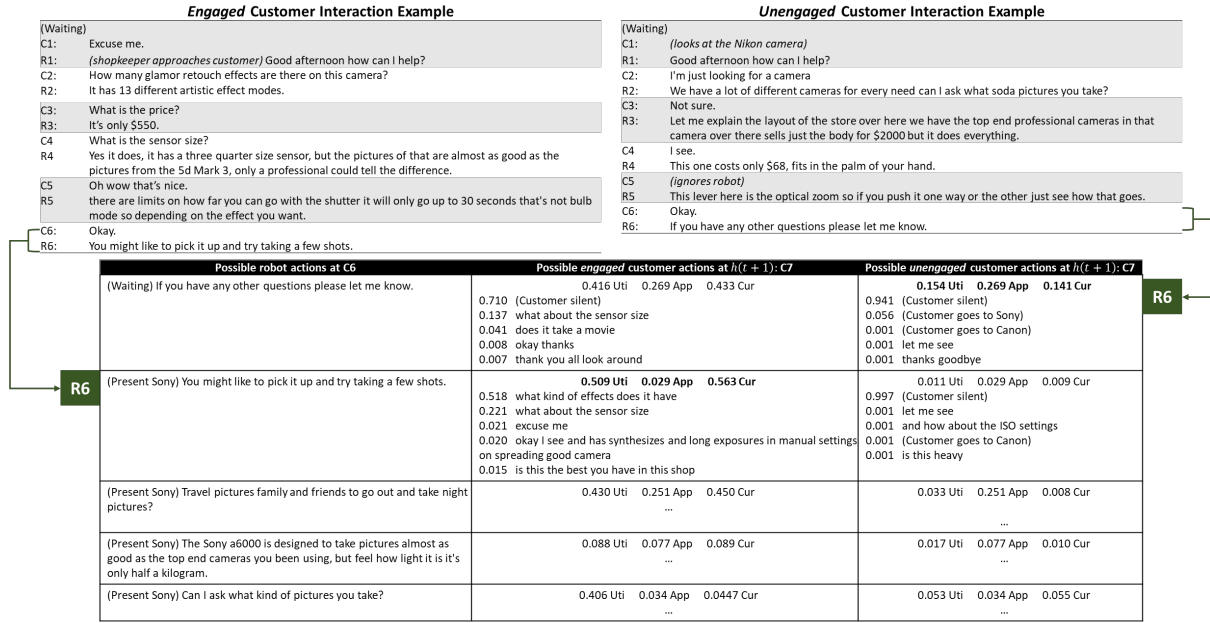 Engaged Customer Interaction Example
(Waiting)
C1: Excuse me.
R1: (shopkeeper approaches customer) Good afternoon how can I help?
C2: How many glamor retouch effects are there on this camera?
R2: It has 13 different artistic effect modes.
C3: What is the price?
R3: It's only $550.
C4 What is the sensor size?
R4 Yes it does, it has a three quarter size sensor, but the pictures of that are almost as good as the
pictures from the 5d Mark 3, only a professional could tell the difference.
C5 Oh wow that's nice.
R5 there are limits on how far you can go with the shutter it will only go up to 30 seconds that's not bulb
mode so depending on the effect you want.
C6: Okay.
R6: You might like to pick it up and try taking a few shots.
Unengaged Customer Interaction Example
(Waiting)
C1: (looks at the Nikon camera)
R1: Good afternoon how can I help?
C2: I'm just looking for a camera
R2: We have a lot of different cameras for every need can I ask what soda pictures you take?
C3: Not sure.
R3: Let me explain the layout of the store over here we have the top end professional cameras in that
camera over there sells just the body for $2000 but it does everything.
C4 I see.
R4 This one costs only $68, fits in the palm of your hand.
C5 (ignores robot)
R5 This lever here is the optical zoom so if you push it one way or the other just see how that goes.
C6: Okay.
R6: If you have any other questions please let me know.
Possible robot actions at C6
Possible engaged customer actions at h(t + 1): C7
Possible unengaged customer actions at h(t + 1): C7
(Waiting) If you have any other questions please let me know.
0.416 Uti 0.269 App 0.433 Cur
0.710 (Customer silent)
0.137 what about the sensor size
0.041 does it take a movie
0.008 okay thanks
0.007 thank you all look around
0.154 Uti 0.269 App 0.141 Cur
0.941 (Customer silent)
0.056 (Customer goes to Sony)
0.001 (Customer goes to Canon)
0.001 let me see
0.001 thanks goodbye
R6
R6
(Present Sony) You might like to pick it up and try taking a few shots.
0.509 Uti 0.029 App 0.563 Cur
0.518 what kind of effects does it have
0.221 what about the sensor size
0.021 excuse me
0.020 okay I see and has synthesizes and long exposures in manual settings
on spreading good camera
0.015 is this the best you have in this shop
0.011 Uti 0.029 App 0.009 Cur
0.997 (Customer silent)
0.001 let me see
0.001 and how about the ISO settings
0.001 (Customer goes to Canon)
0.001 is this heavy
(Present Sony) Travel pictures family and friends to go out and take night
pictures?
0.430 Uti 0.251 App 0.450 Cur
...
0.033 Uti 0.251 App 0.008 Cur
...
(Present Sony) The Sony a6000 is designed to take pictures almost as
good as the top end cameras you been using, but feel how light it is it's
only half a kilogram.
0.088 Uti 0.077 App 0.089 Cur
...
0.017 Uti 0.077 App 0.010 Cur
...
(Present Sony) Can I ask what kind of pictures you take?
0.406 Uti 0.034 App 0.0447 Cur
...
0.053 Uti 0.034 App 0.055 Cur
...